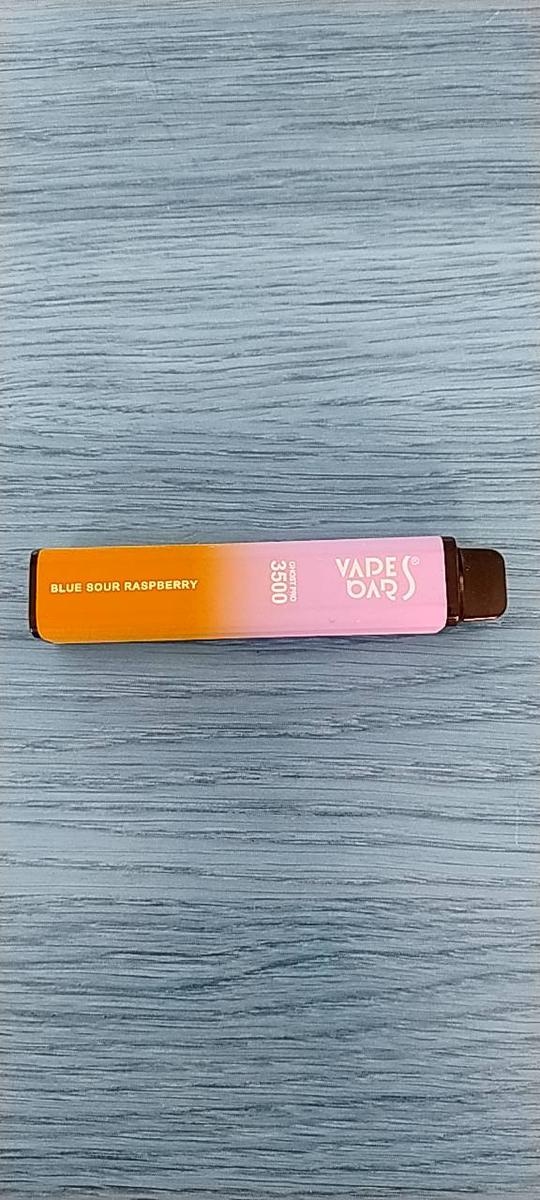 VAPES
BARS
®
GHOST PRO
3500
BLUE SOUR RASPBERRY